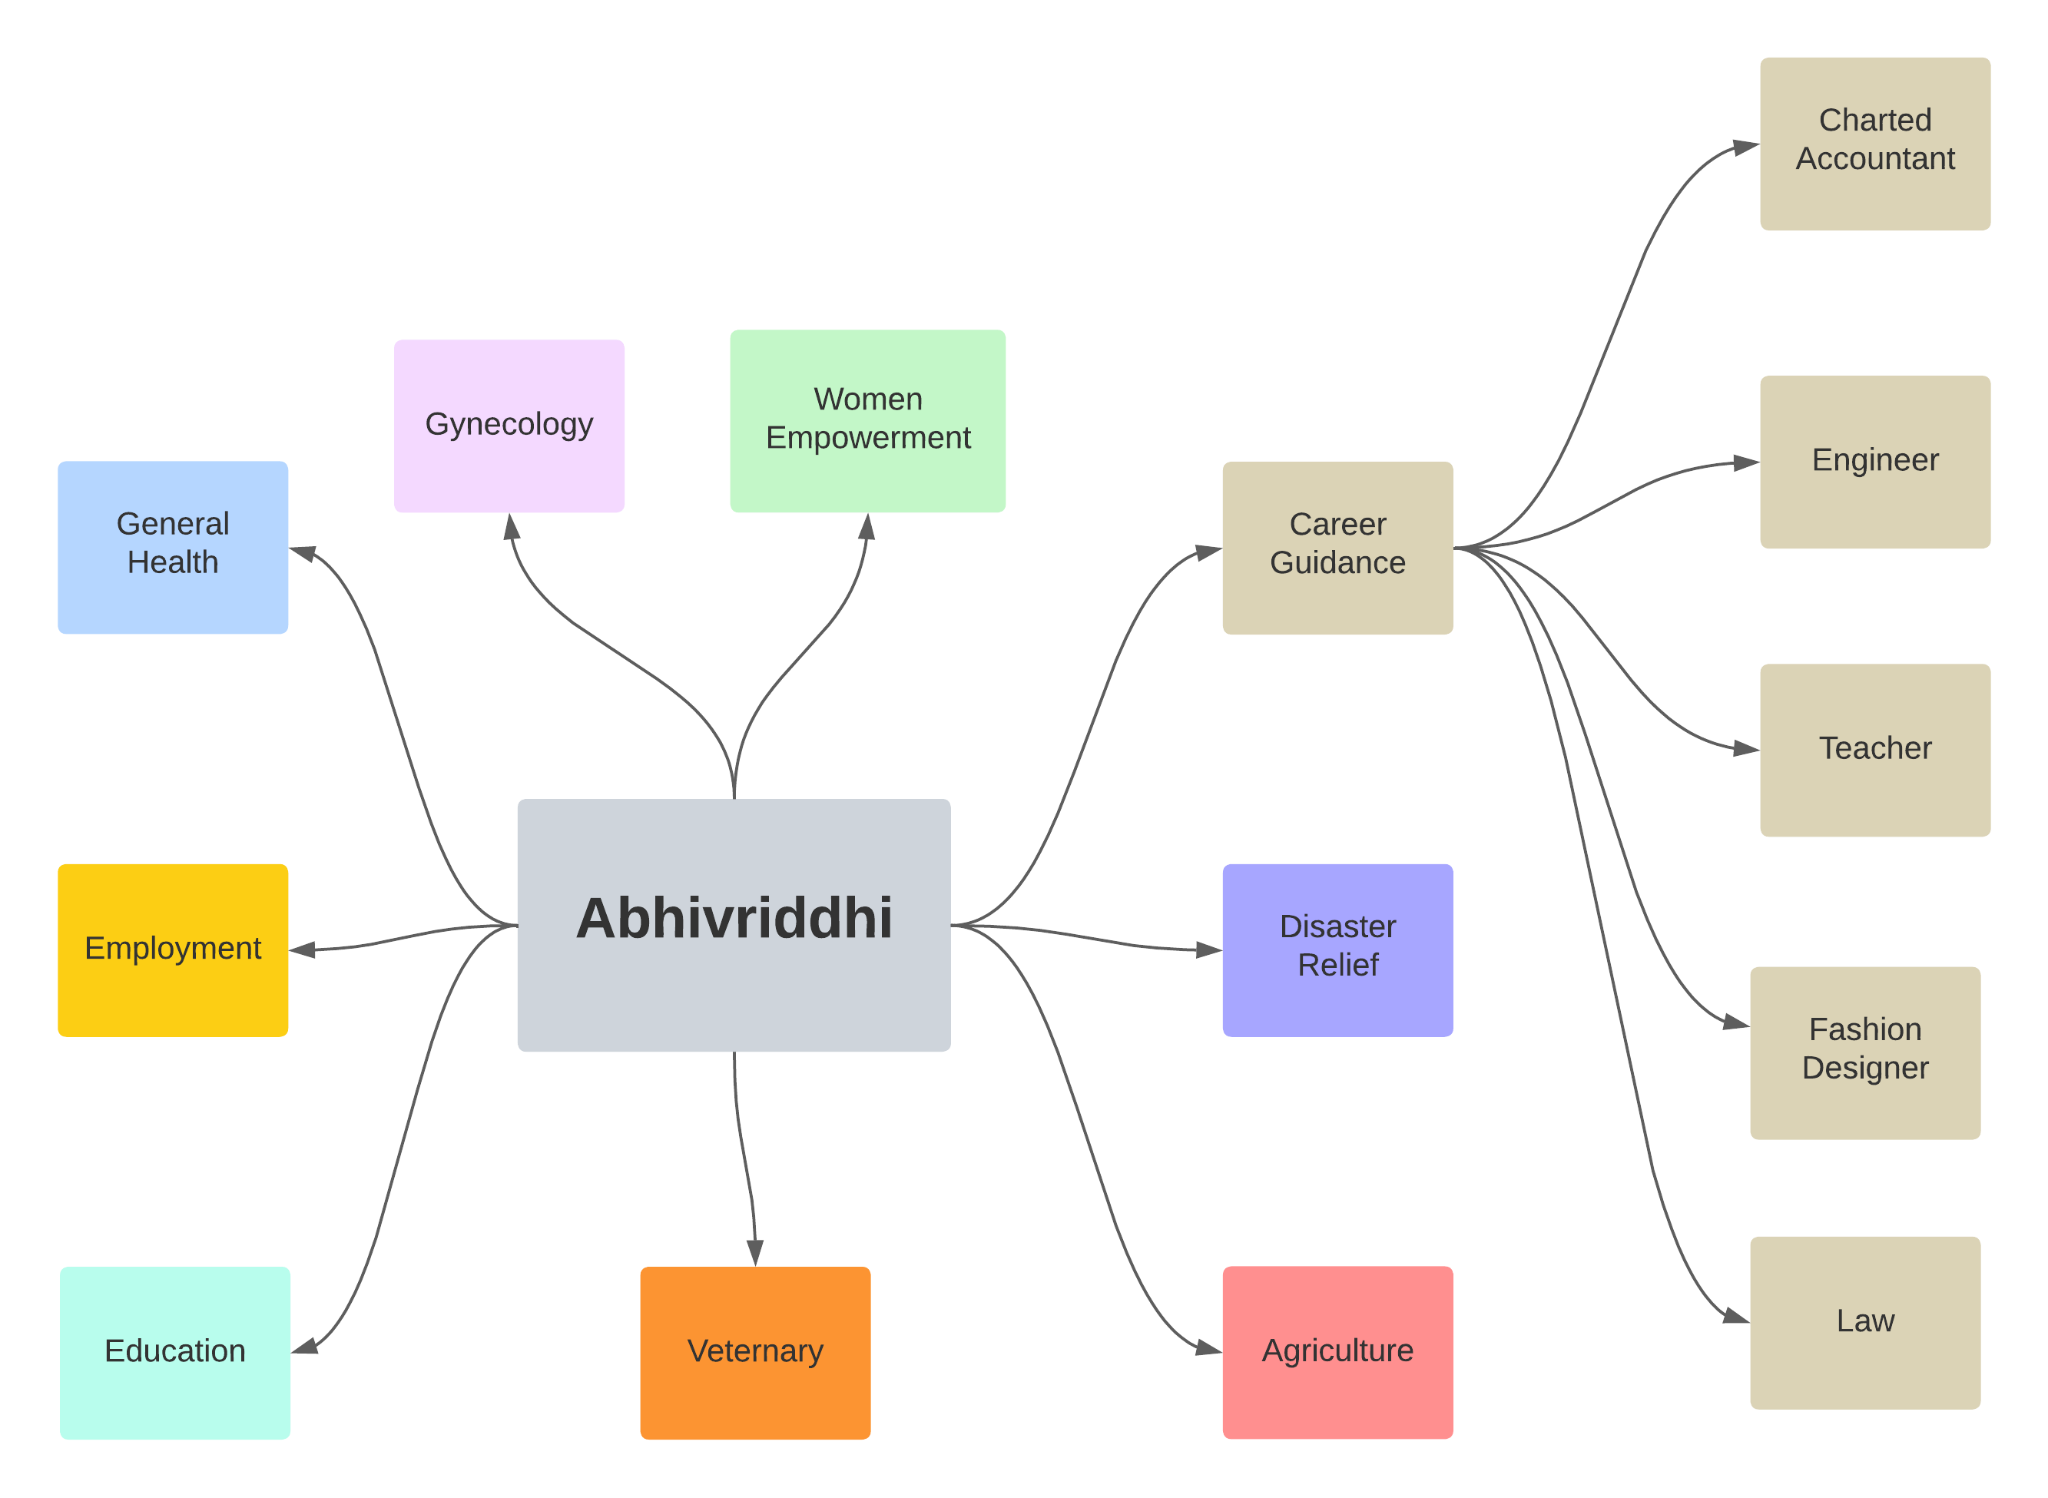 Charted
Accountant
Gynecology
Women
Empowerment
Engineer
General
Health
Career
Guidance
Teacher
Employment
Abhivriddhi
Disaster
Relief
Fashion
Designer
Education
Veternary
Agriculture
Law